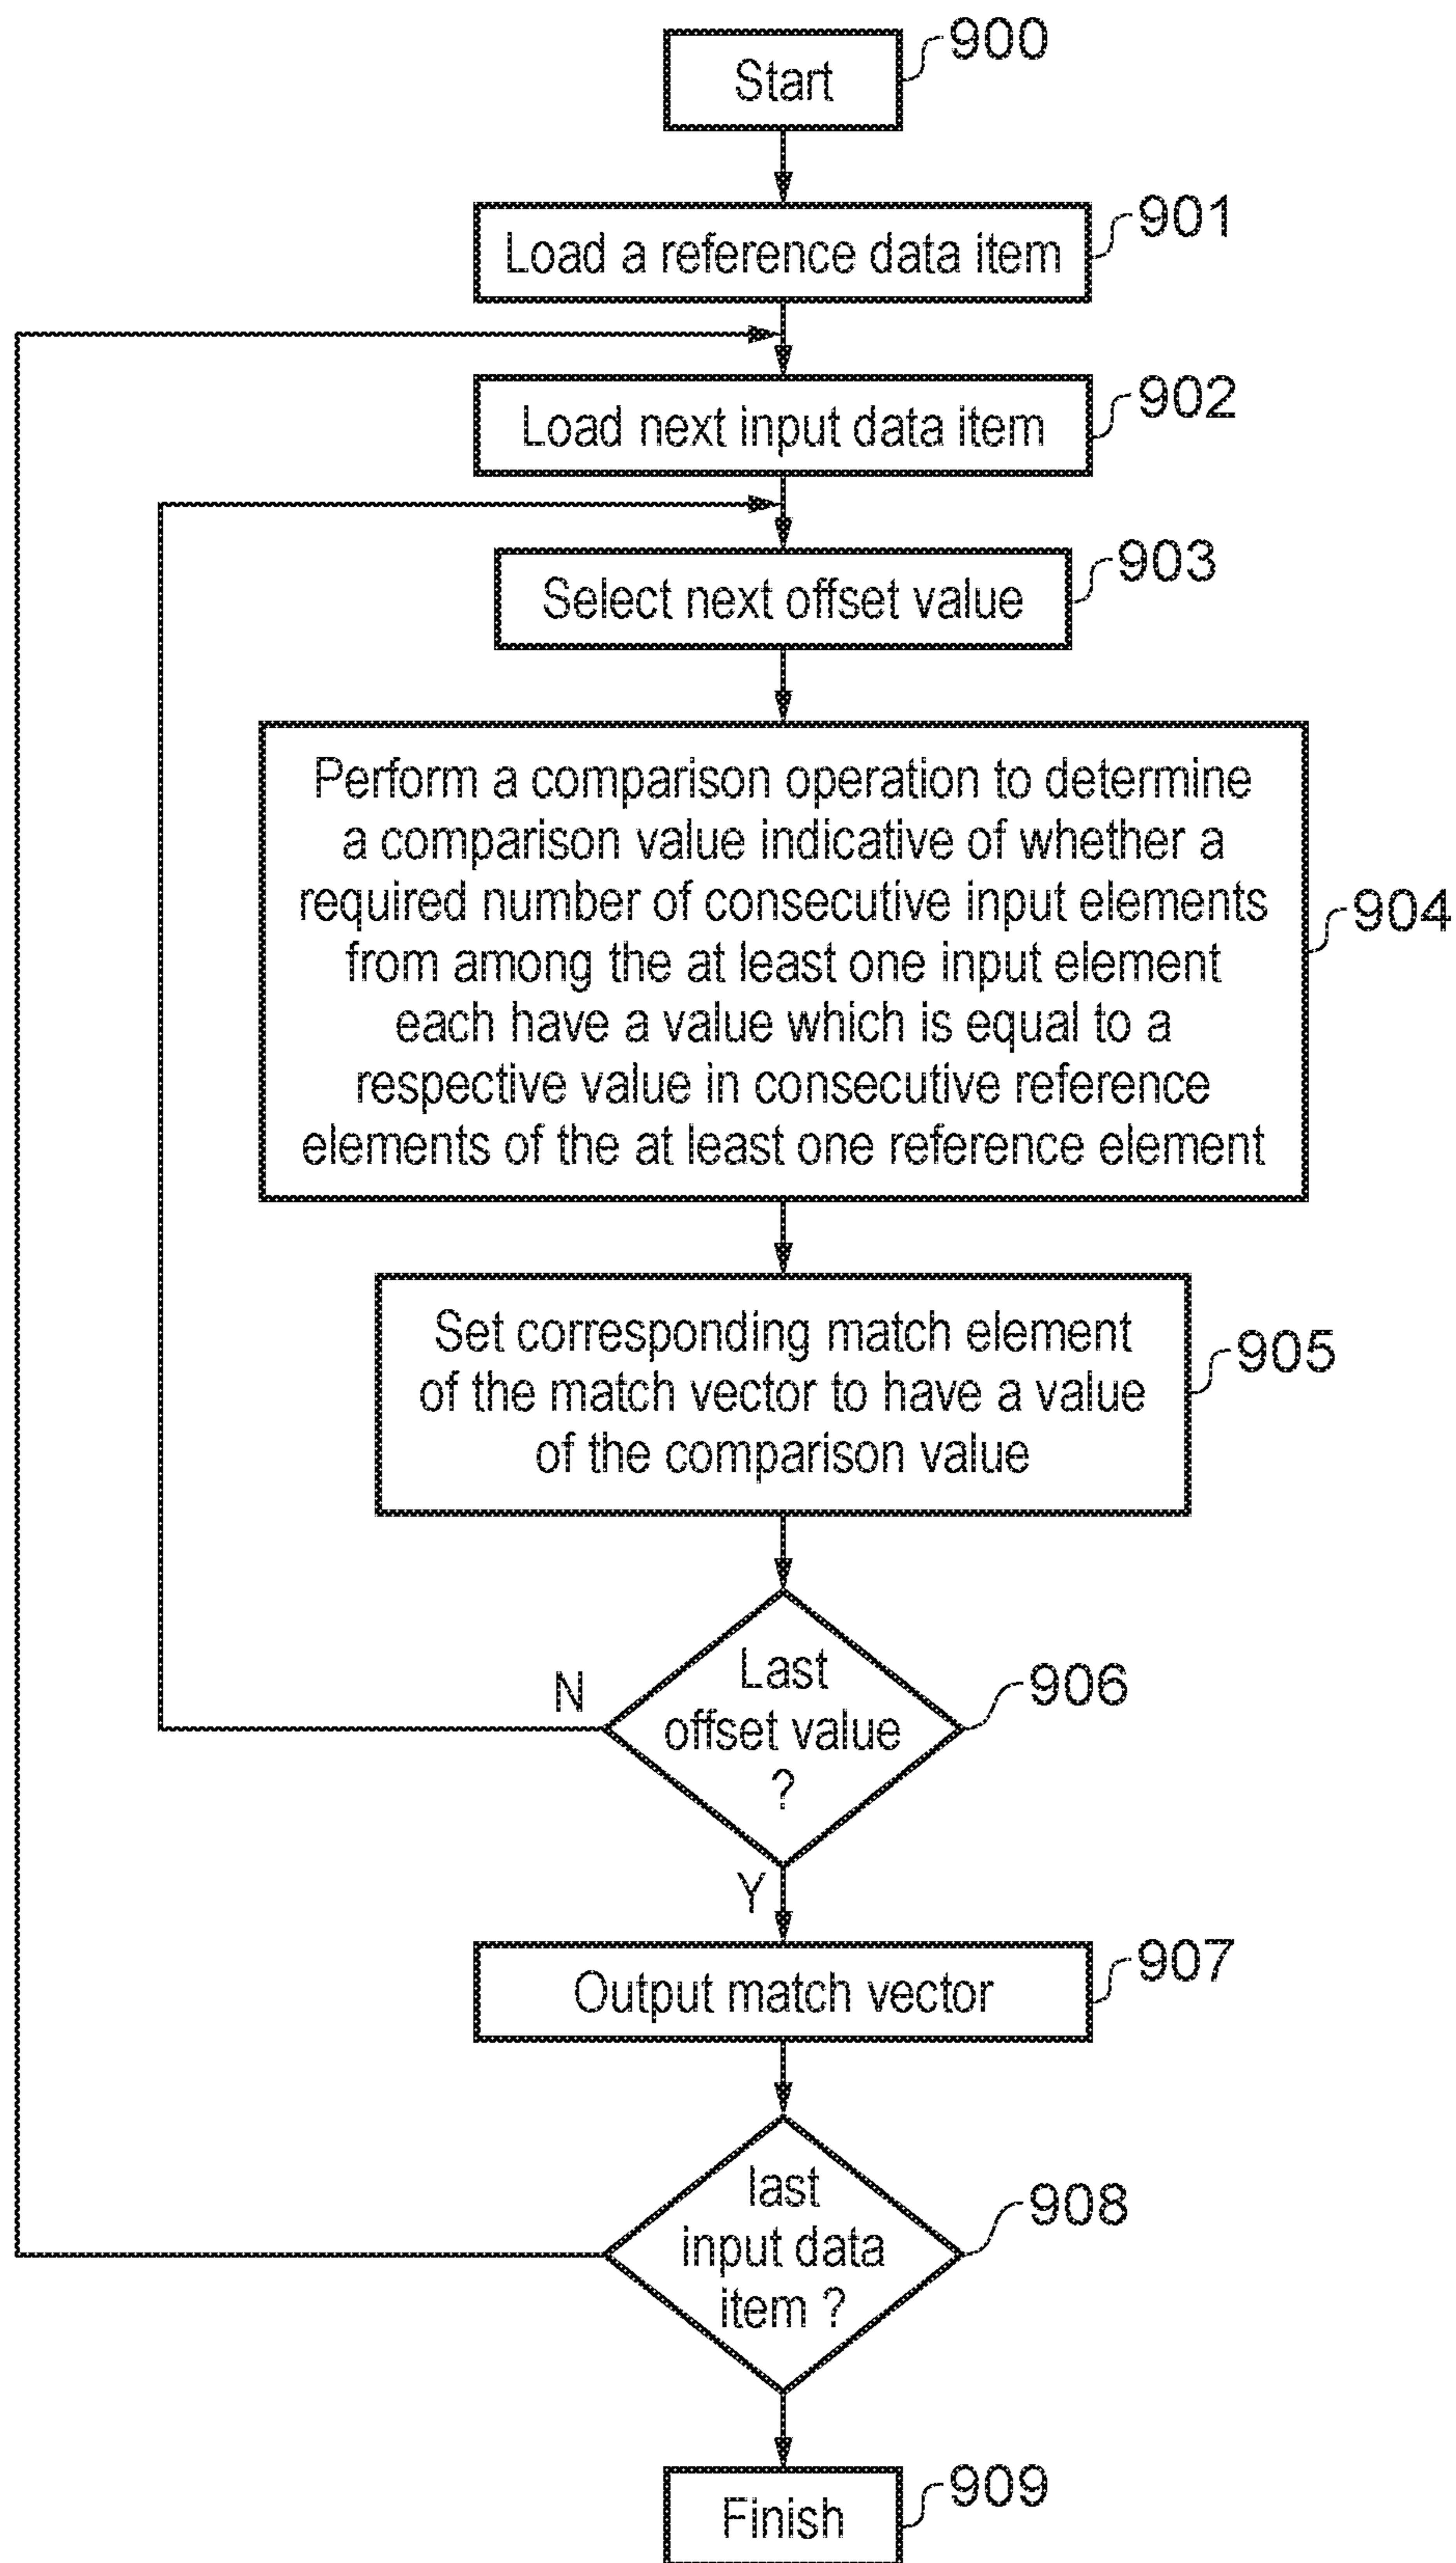 Start
900
Load a reference data item
901
Load next input data item
902
Select next offset value
903
Perform a comparison operation to determine
a comparison value indicative of whether a
required number of consecutive input elements
from among the at least one input element
each have a value which is equal to a
respective value in consecutive reference
elements of the at least one reference element
904
Set corresponding match element
of the match vector to have a value
of the comparison value
905
Last
offset value
?
906
N
Y
Output match vector
907
last
input data
item ?
908
Finish
909